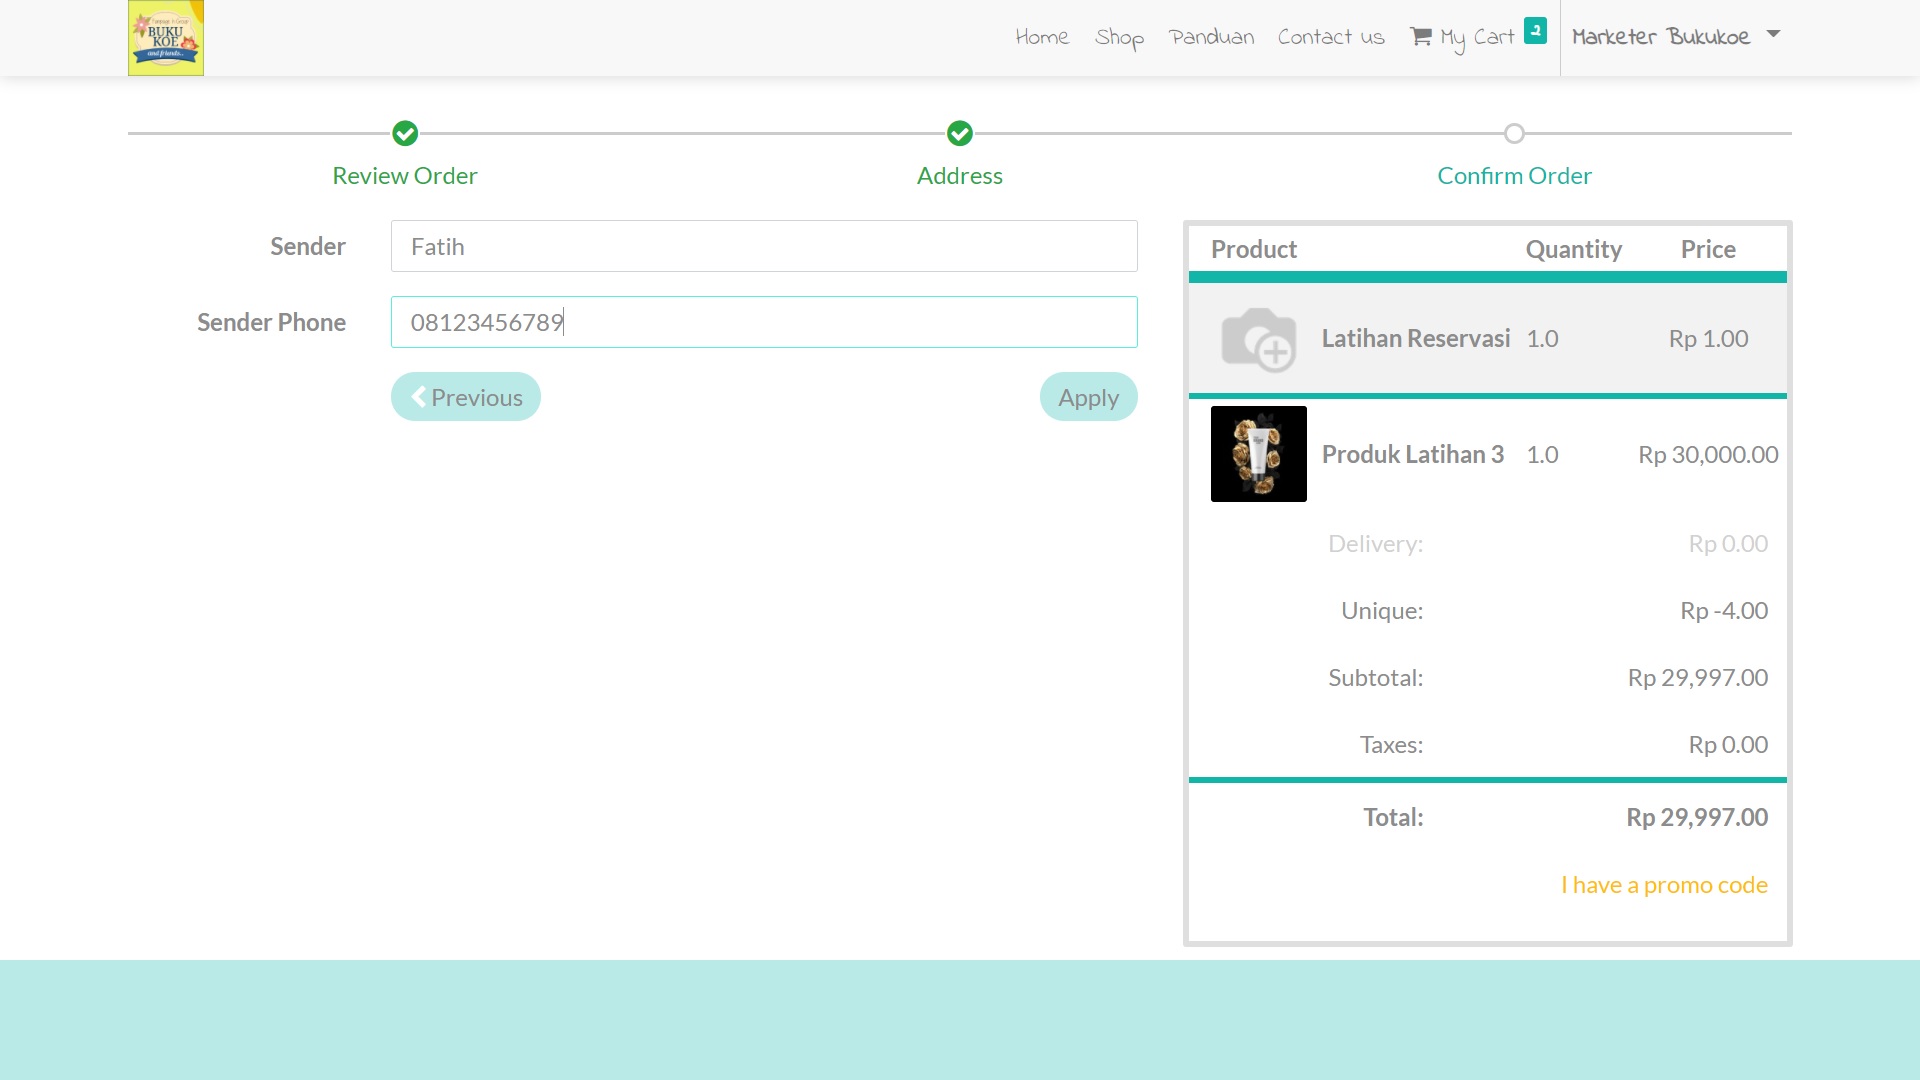 BUKU
KOE
and friends..
Home Shop Panduan Contact us My Cart 2 Marketer Bukukoe
Review Order Address Confirm Order
Sender Fatih
Sender Phone 08123456789
Previous Apply
Product Quantity Price
Latihan Reservasi 1.0 Rp 1.00
Produk Latihan 3 1.0 Rp 30,000.00
Delivery: Rp 0.00
Unique: Rp -4.00
Subtotal: Rp 29,997.00
Taxes: Rp 0.00
Total: Rp 29,997.00
I have a promo code